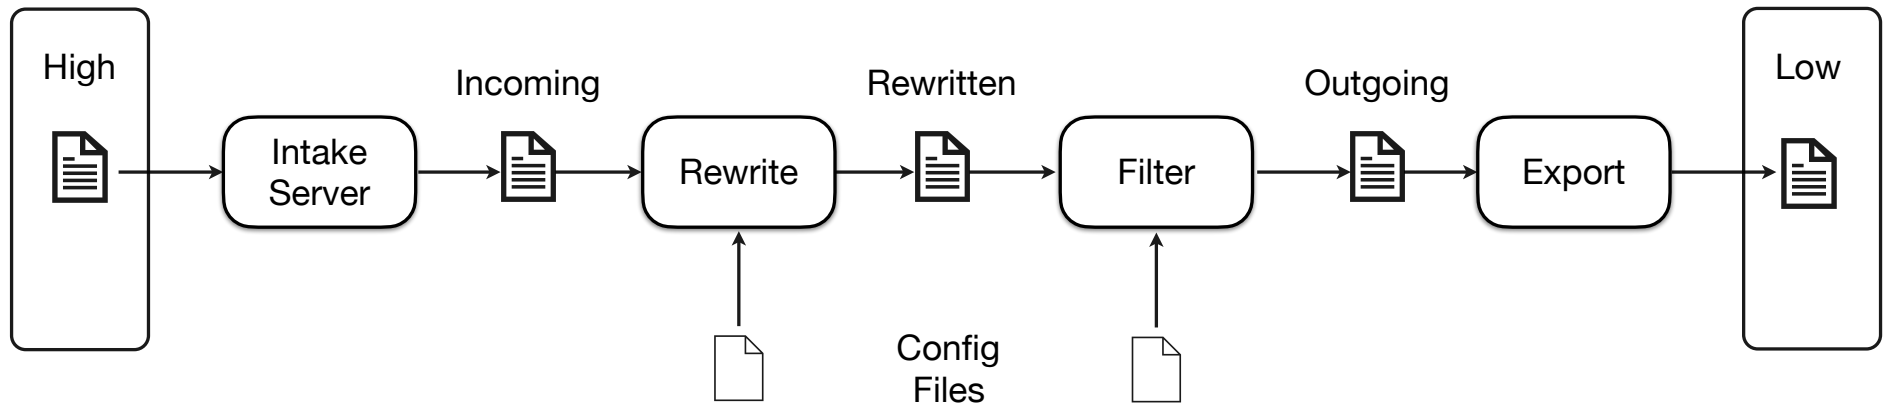 High
Intake
Server
Incoming
Rewrite
Rewritten
Filter
Outgoing
Export
Low
Config
Files